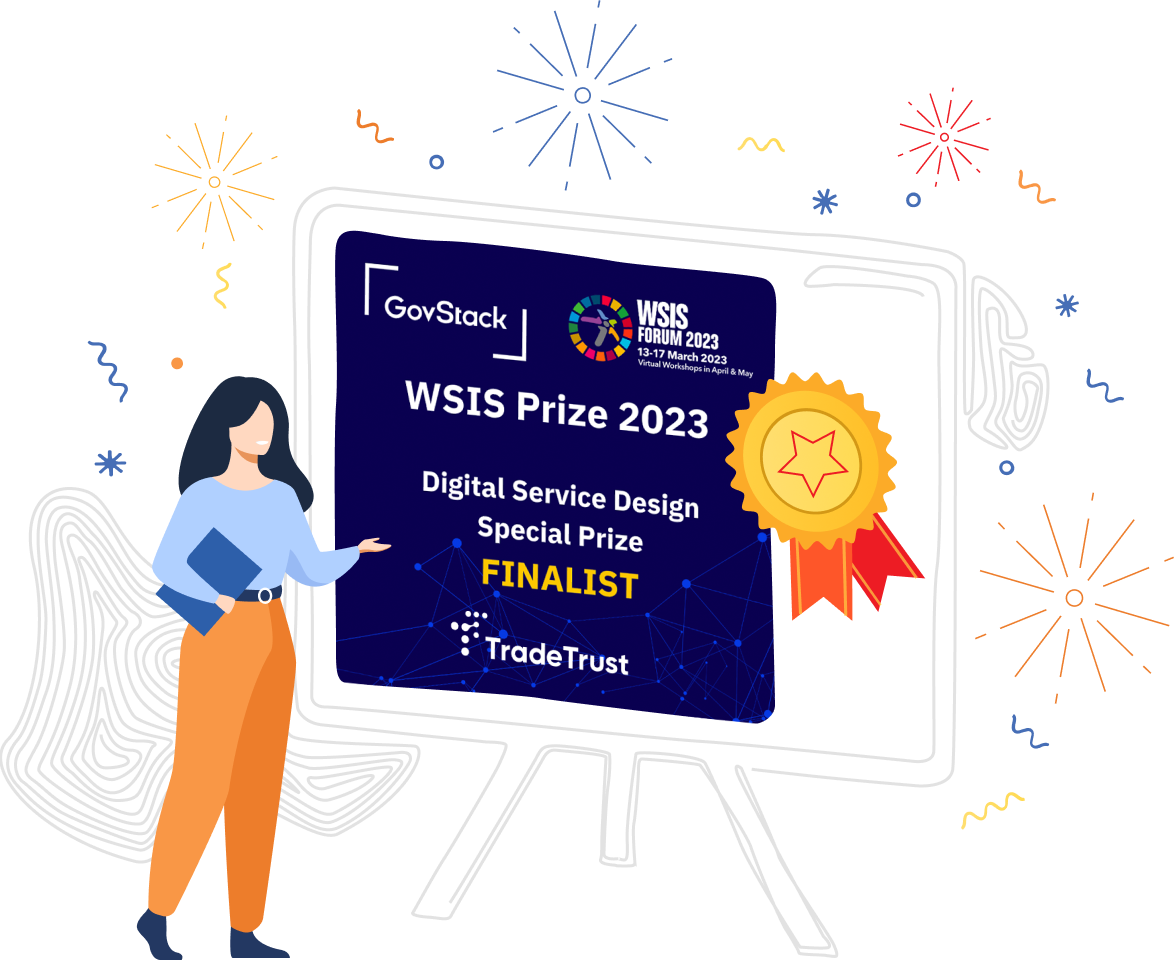 GovStack
WSIS
FORUM 2023
13-17 March 2023
Virtual Workshops in April & May
WSIS Prize 2023
Digital Service Design
Special Prize
FINALIST
TradeTrust